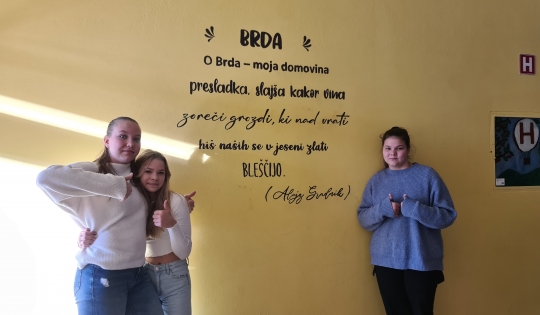 BRDA
O Brda – moja domovina
presladka, slajša kakor vina
zoreči grozdi, ki nad vrati
hiš naših se v jeseni zlati
BLEŠČIJO.
(Alojz Gradnik)
H
H